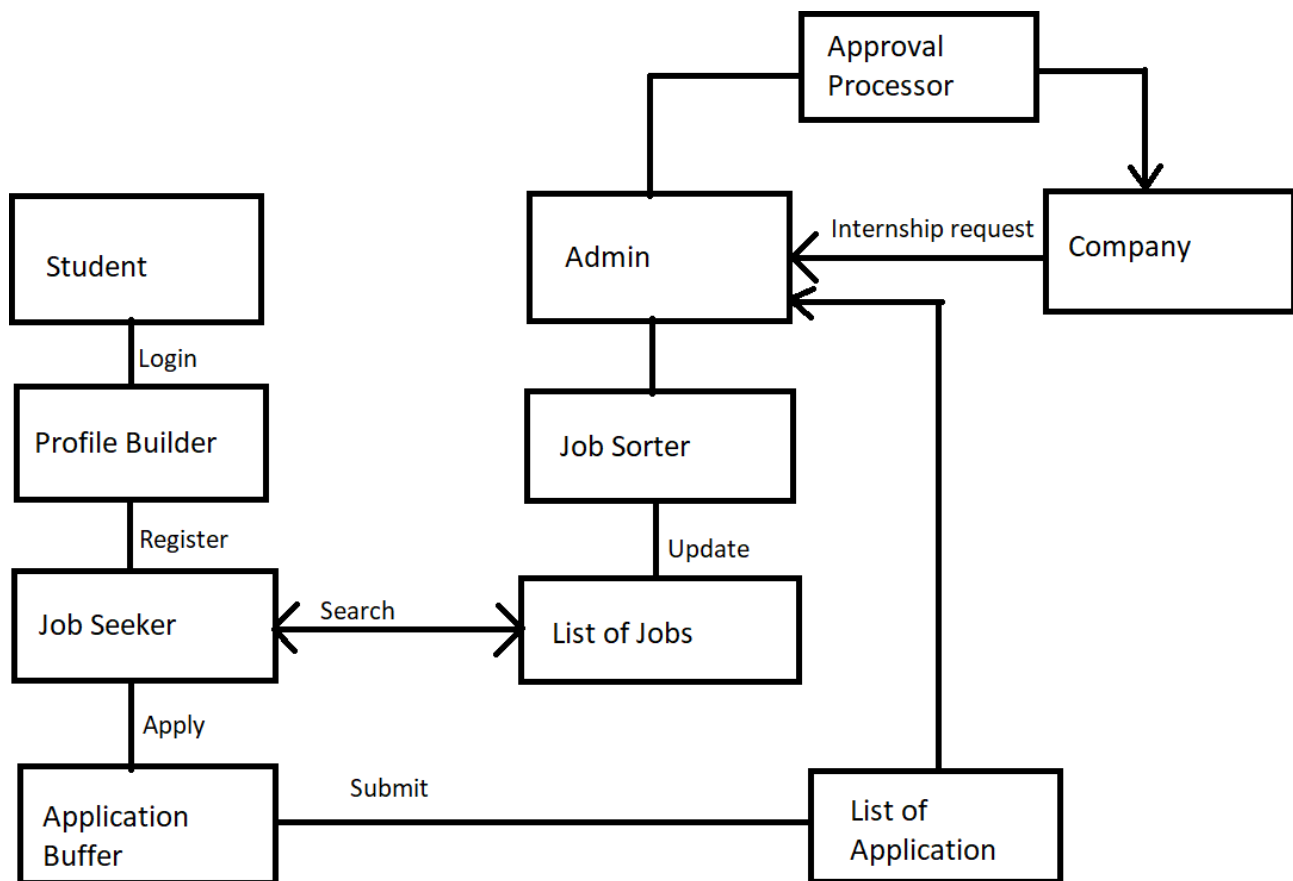 Approval
Processor
Student
Admin
Internship request
Company
Login
Profile Builder
Job Sorter
Register
Update
Job Seeker
Search
List of Jobs
Apply
Application
Buffer
Submit
List of
Application